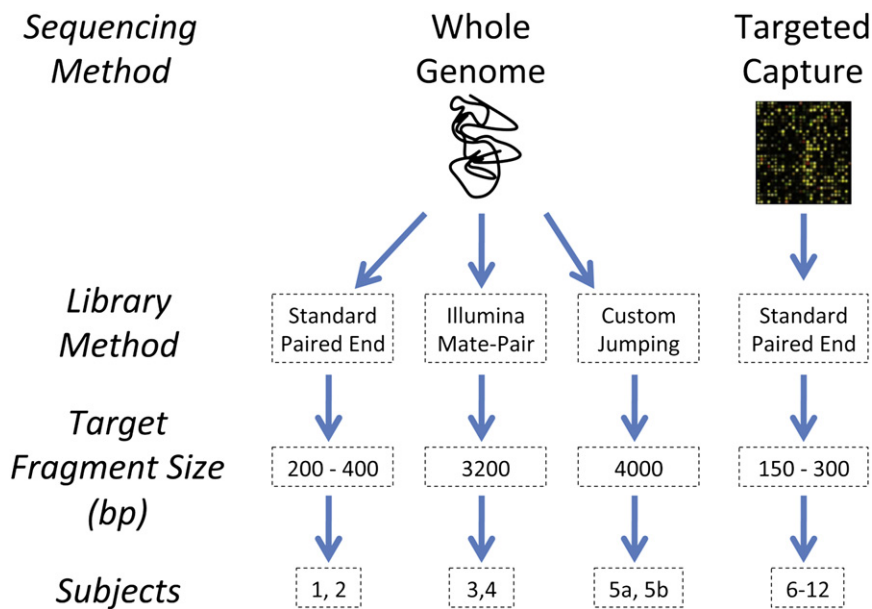 Sequencing Method
Whole Genome
Targeted Capture
Library Method
Standard Paired End
Illumina Mate-Pair
Custom Jumping
Standard Paired End
Target Fragment Size (bp)
200 - 400
3200
4000
150 - 300
Subjects
1, 2
3,4
5a, 5b
6-12